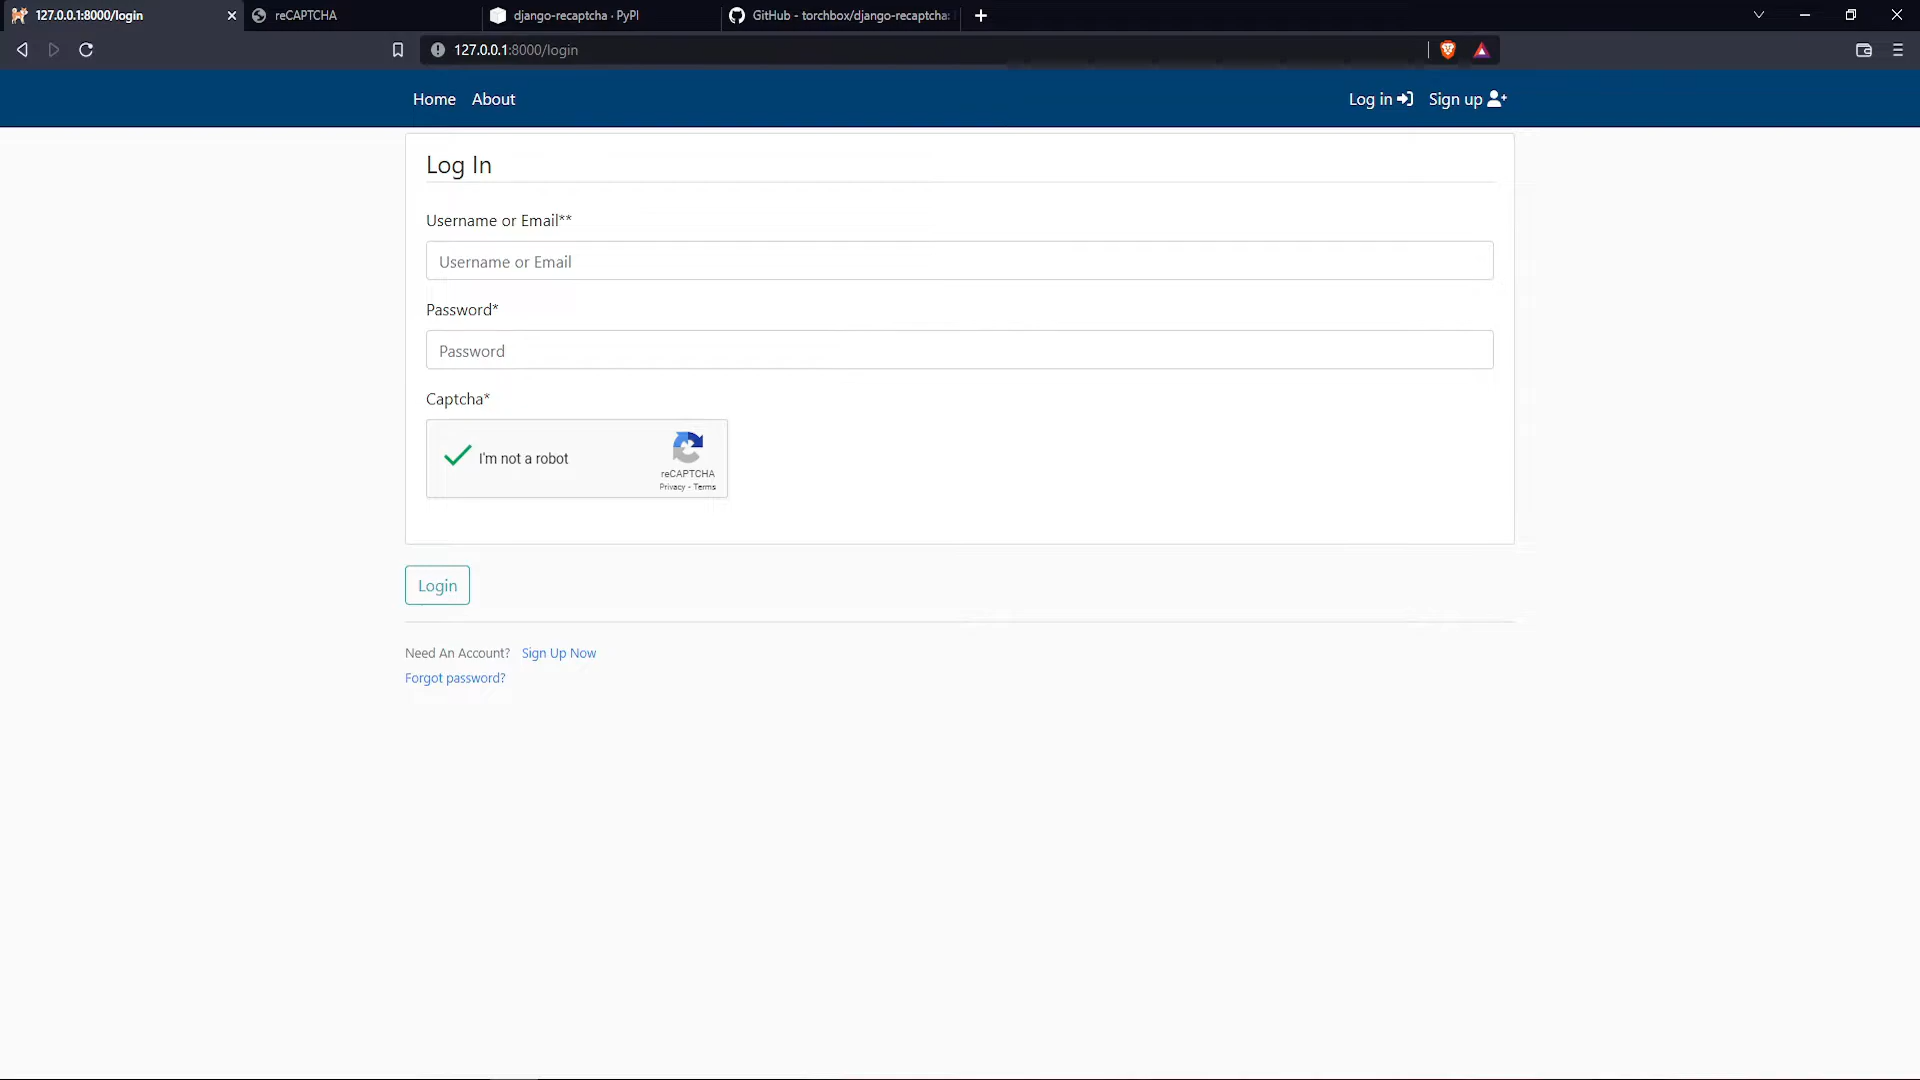 127.0.0.1:8000/login
reCAPTCHA
django-recaptcha · PyPI
GitHub - torchbox/django-recaptcha:
127.0.0.1:8000/login
Home
About
Log in
Sign up
Log In
Username or Email**
Username or Email
Password*
Password
Captcha*
I'm not a robot
reCAPTCHA
Privacy - Terms
Login
Need An Account? Sign Up Now
Forgot password?